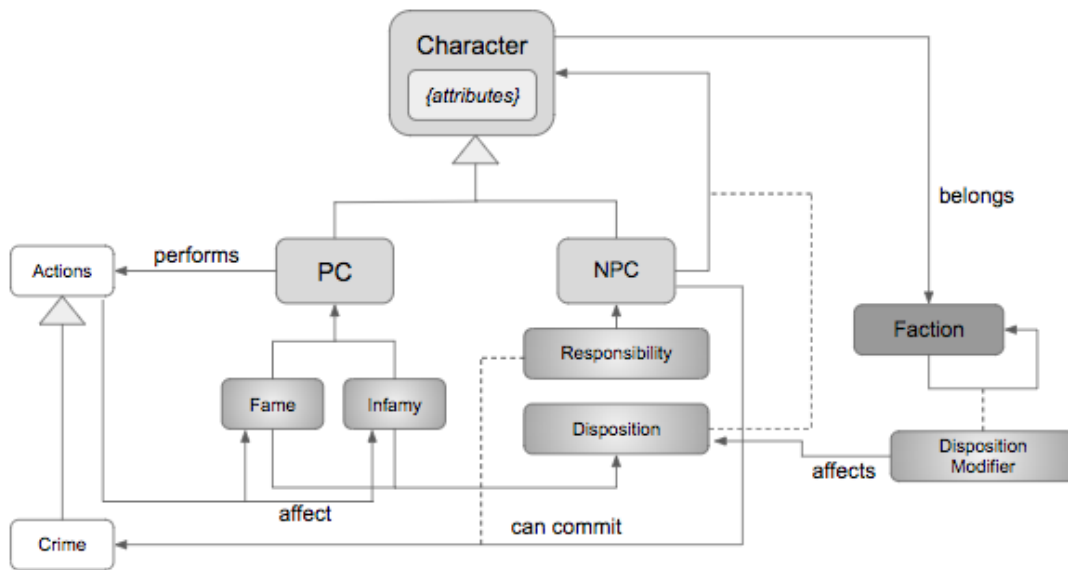 Character
{attributes}
belongs
performs
Actions
PC
NPC
Faction
Responsibility
Fame
Infamy
Disposition
Disposition
Modifier
affects
affect
can commit
Crime